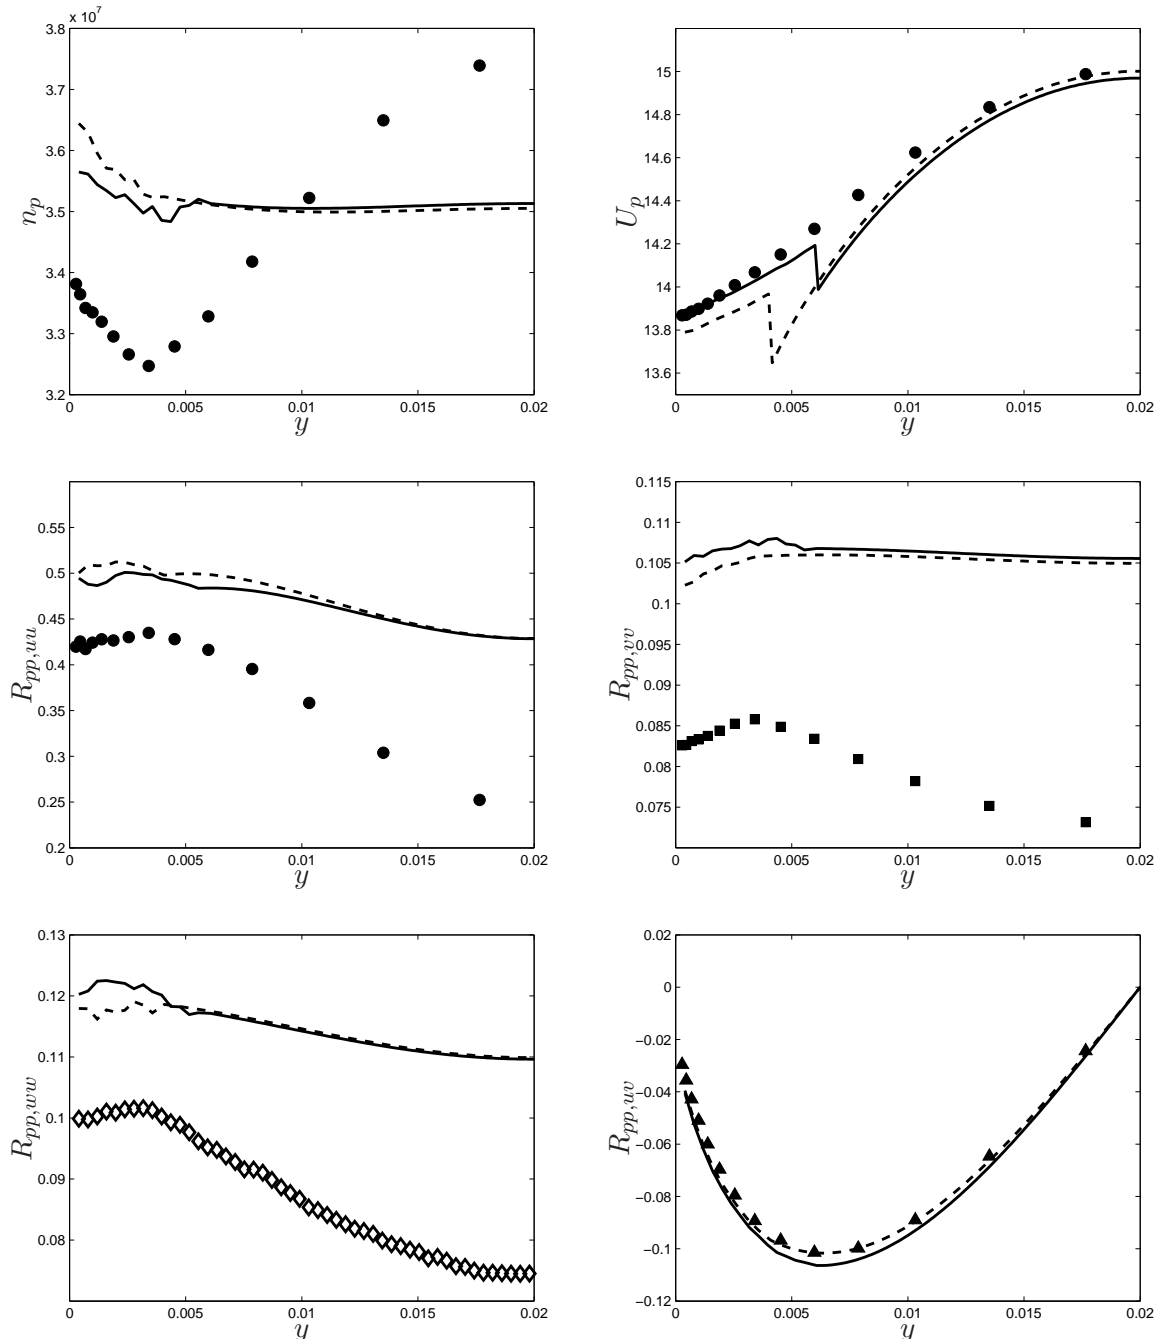 x 10⁷
3.8
3.7
3.6
3.5
3.4
3.3
3.2
n_p
0 0.005 0.01 0.015 0.02
y
15
14.8
14.6
14.4
14.2
14
13.8
13.6
U_p
0 0.005 0.01 0.015 0.02
y
0.55
0.5
0.45
0.4
0.35
0.3
0.25
0.2
R_{pp,uu}
0 0.005 0.01 0.015 0.02
y
0.115
0.11
0.105
0.1
0.095
0.09
0.085
0.08
0.075
R_{pp,vv}
0 0.005 0.01 0.015 0.02
y
0.13
0.12
0.11
0.1
0.09
0.08
R_{pp,ww}
0 0.005 0.01 0.015 0.02
y
0.02
0
−0.02
−0.04
−0.06
−0.08
−0.1
−0.12
R_{pp,uv}
0 0.005 0.01 0.015 0.02
y